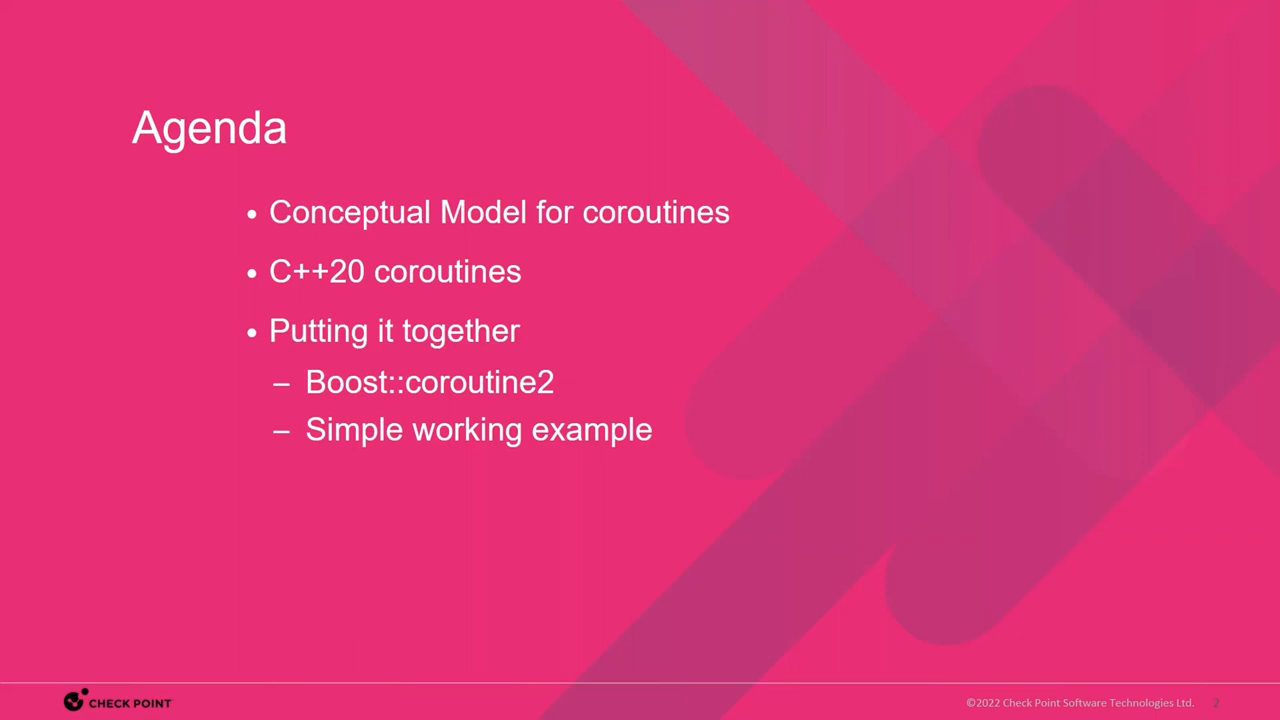 Agenda
• Conceptual Model for coroutines
• C++20 coroutines
• Putting it together
– Boost::coroutine2
– Simple working example
CHECK POINT
©2022 Check Point Software Technologies Ltd. 2